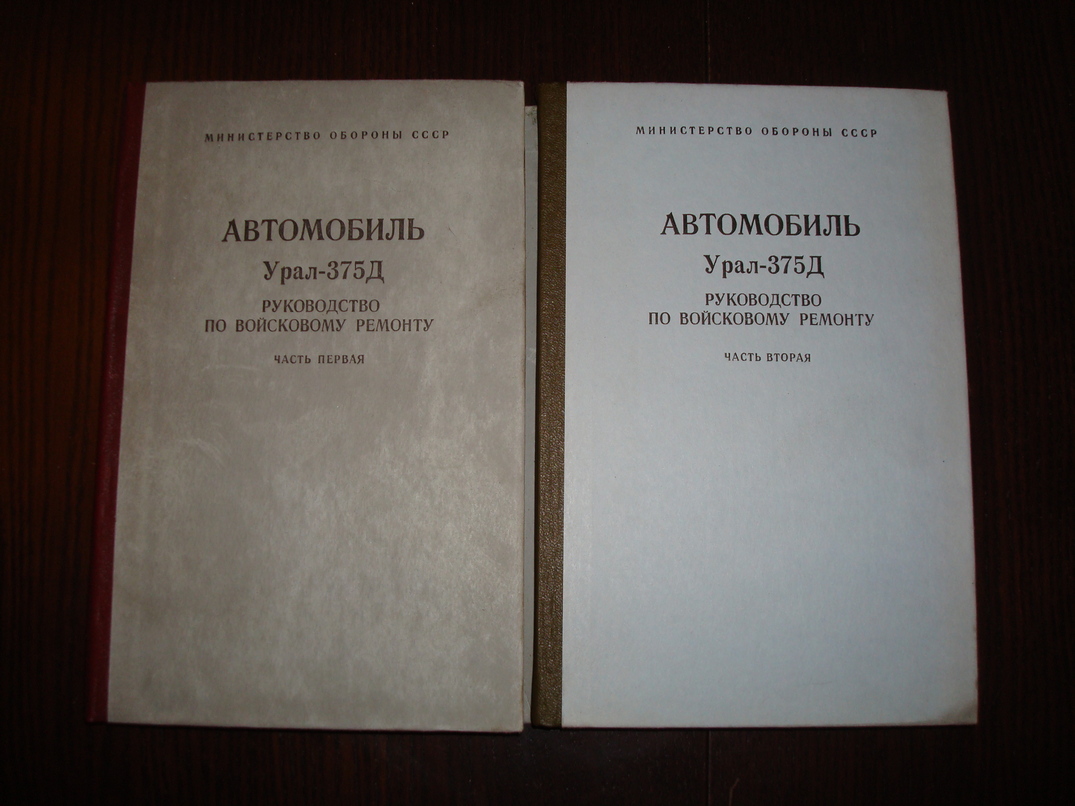 МИНИСТЕРСТВО ОБОРОНЫ СССР
АВТОМОБИЛЬ
Урал-375Д
РУКОВОДСТВО
ПО ВОЙСКОВОМУ РЕМОНТУ
ЧАСТЬ ПЕРВАЯ
МИНИСТЕРСТВО ОБОРОНЫ СССР
АВТОМОБИЛЬ
Урал-375Д
РУКОВОДСТВО
ПО ВОЙСКОВОМУ РЕМОНТУ
ЧАСТЬ ВТОРАЯ